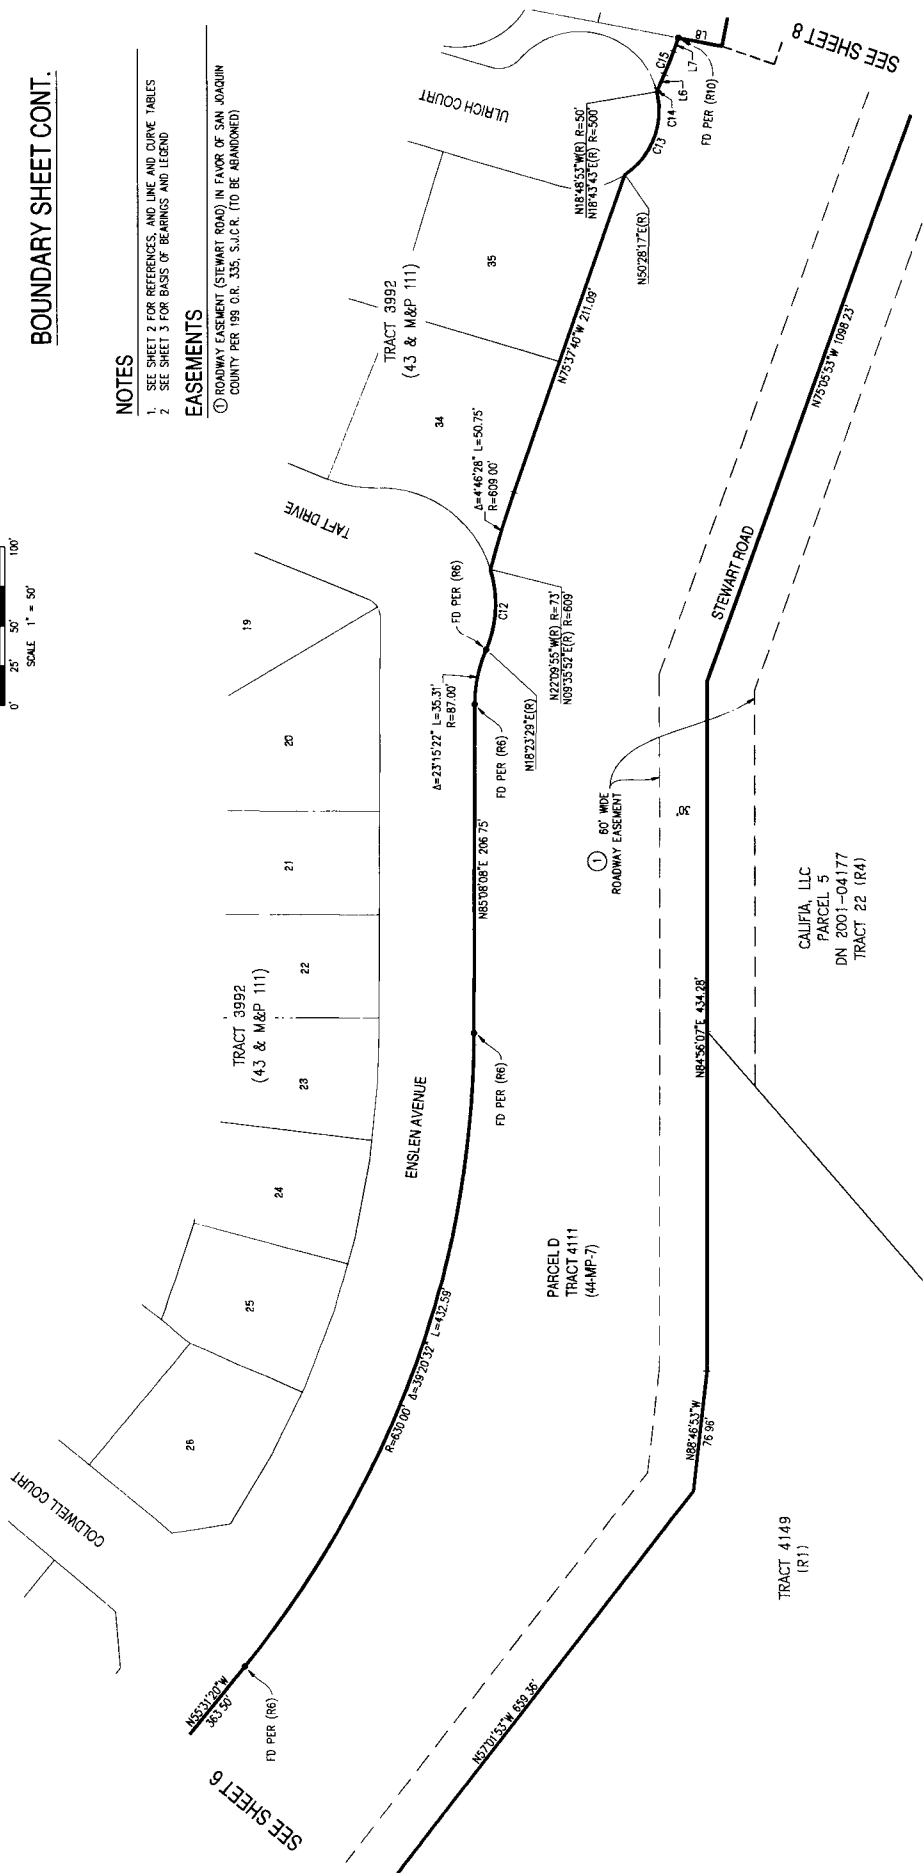 BOUNDARY SHEET CONT.
NOTES
1. SEE SHEET 2 FOR REFERENCES, AND LINE AND CURVE TABLES
2 SEE SHEET 3 FOR BASIS OF BEARINGS AND LEGEND
EASEMENTS
① ROADWAY EASEMENT (STEWART ROAD) IN FAVOR OF SAN JOAQUIN
COUNTY PER 199 O.R. 335, S.J.C.R. (TO BE ABANDONED)
0' 25' 50' 100'
SCALE 1" = 50'
COLDWELL COURT
26
25
24
23
22
21
20
19
TRACT 3992
(43 & M&P 111)
TAFT DRIVE
34
35
TRACT 3992
(43 & M&P 111)
ULRICH COURT
ENSLEN AVENUE
N55°31'20"W
363.50'
FD PER (R6)
SEE SHEET 6
R=630.00' Δ=39°20'32" L=432.59'
FD PER (R6)
N85°08'08"E 206.75'
Δ=23°15'22" L=35.31'
R=87.00'
FD PER (R6)
FD PER (R6)
N18°23'29"E(R)
C12
N22°09'55"W(R) R=73'
N09°35'52"E(R) R=609'
Δ=4°46'28" L=50.75'
R=609.00'
N75°37'40"W 211.09'
N50°28'17"E(R)
N18°48'53"W(R) R=50'
N18°43'43"E(R) R=500'
C13
C14
L6
C15
L7
L8
FD PER (R10)
SEE SHEET 8
PARCEL D
TRACT 4111
(44-MP-7)
① 60' WIDE
ROADWAY EASEMENT
30'
STEWART ROAD
N75°05'53"W 1098.23'
N84°56'07"E 434.28'
N88°46'53"W
76.96'
N57°01'53"W 659.36'
TRACT 4149
(R1)
CALIFIA, LLC
PARCEL 5
DN 2001-04177
TRACT 22 (R4)